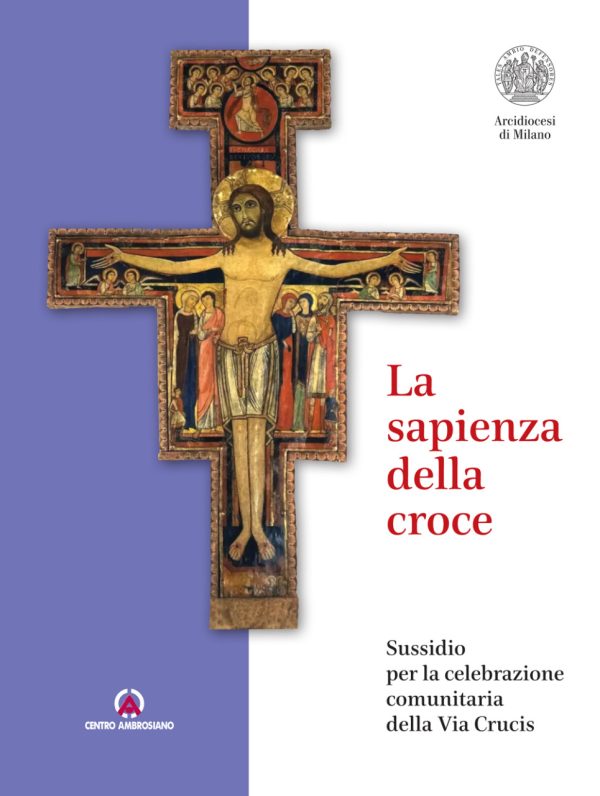 Arcidiocesi
di Milano
La
sapienza
della
croce
Sussidio
per la celebrazione
comunitaria
della Via Crucis
CENTRO AMBROSIANO